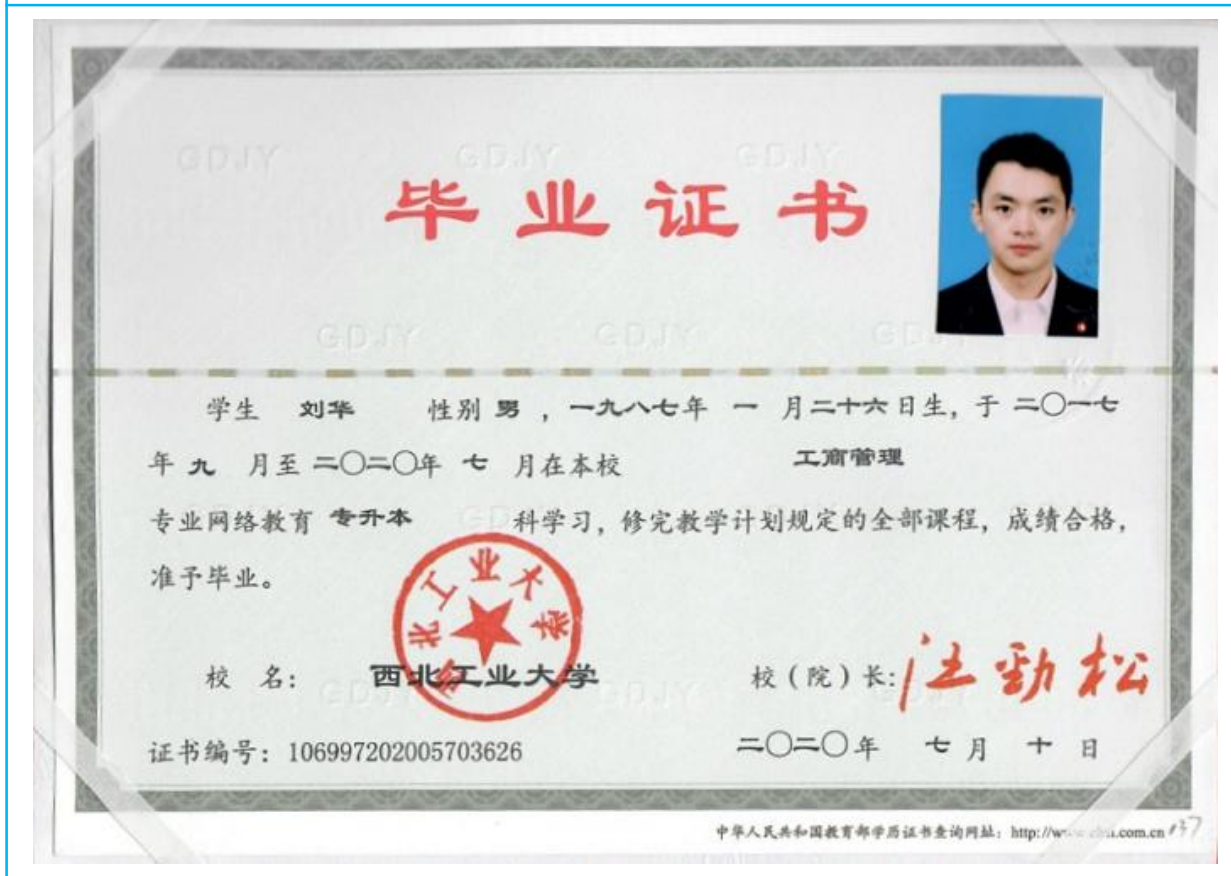 GDJY GDJY GDJY
毕业证书
GDJY GDJY
学生 刘华 性别 男 ,一九八七年 一 月二十六日生,于 二〇一七
年 九 月至 二〇二〇年 七 月在本校 工商管理
专业网络教育 专升本 科学习,修完教学计划规定的全部课程,成绩合格,
准予毕业。
西北工业大学
校 名: 西北工业大学 校(院)长: 汪劲松
证书编号:106997202005703626 二〇二〇年 七月 十日
中华人民共和国教育部学历证书查询网址:http://www.chsi.com.cn 137